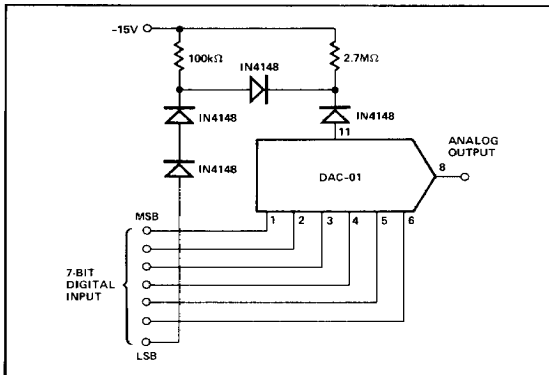 -15V
100kΩ
IN4148
2.7MΩ
IN4148
IN4148
11
ANALOG
OUTPUT
8
DAC-01
MSB
1 2 3 4 5 6
7-BIT
DIGITAL
INPUT
LSB